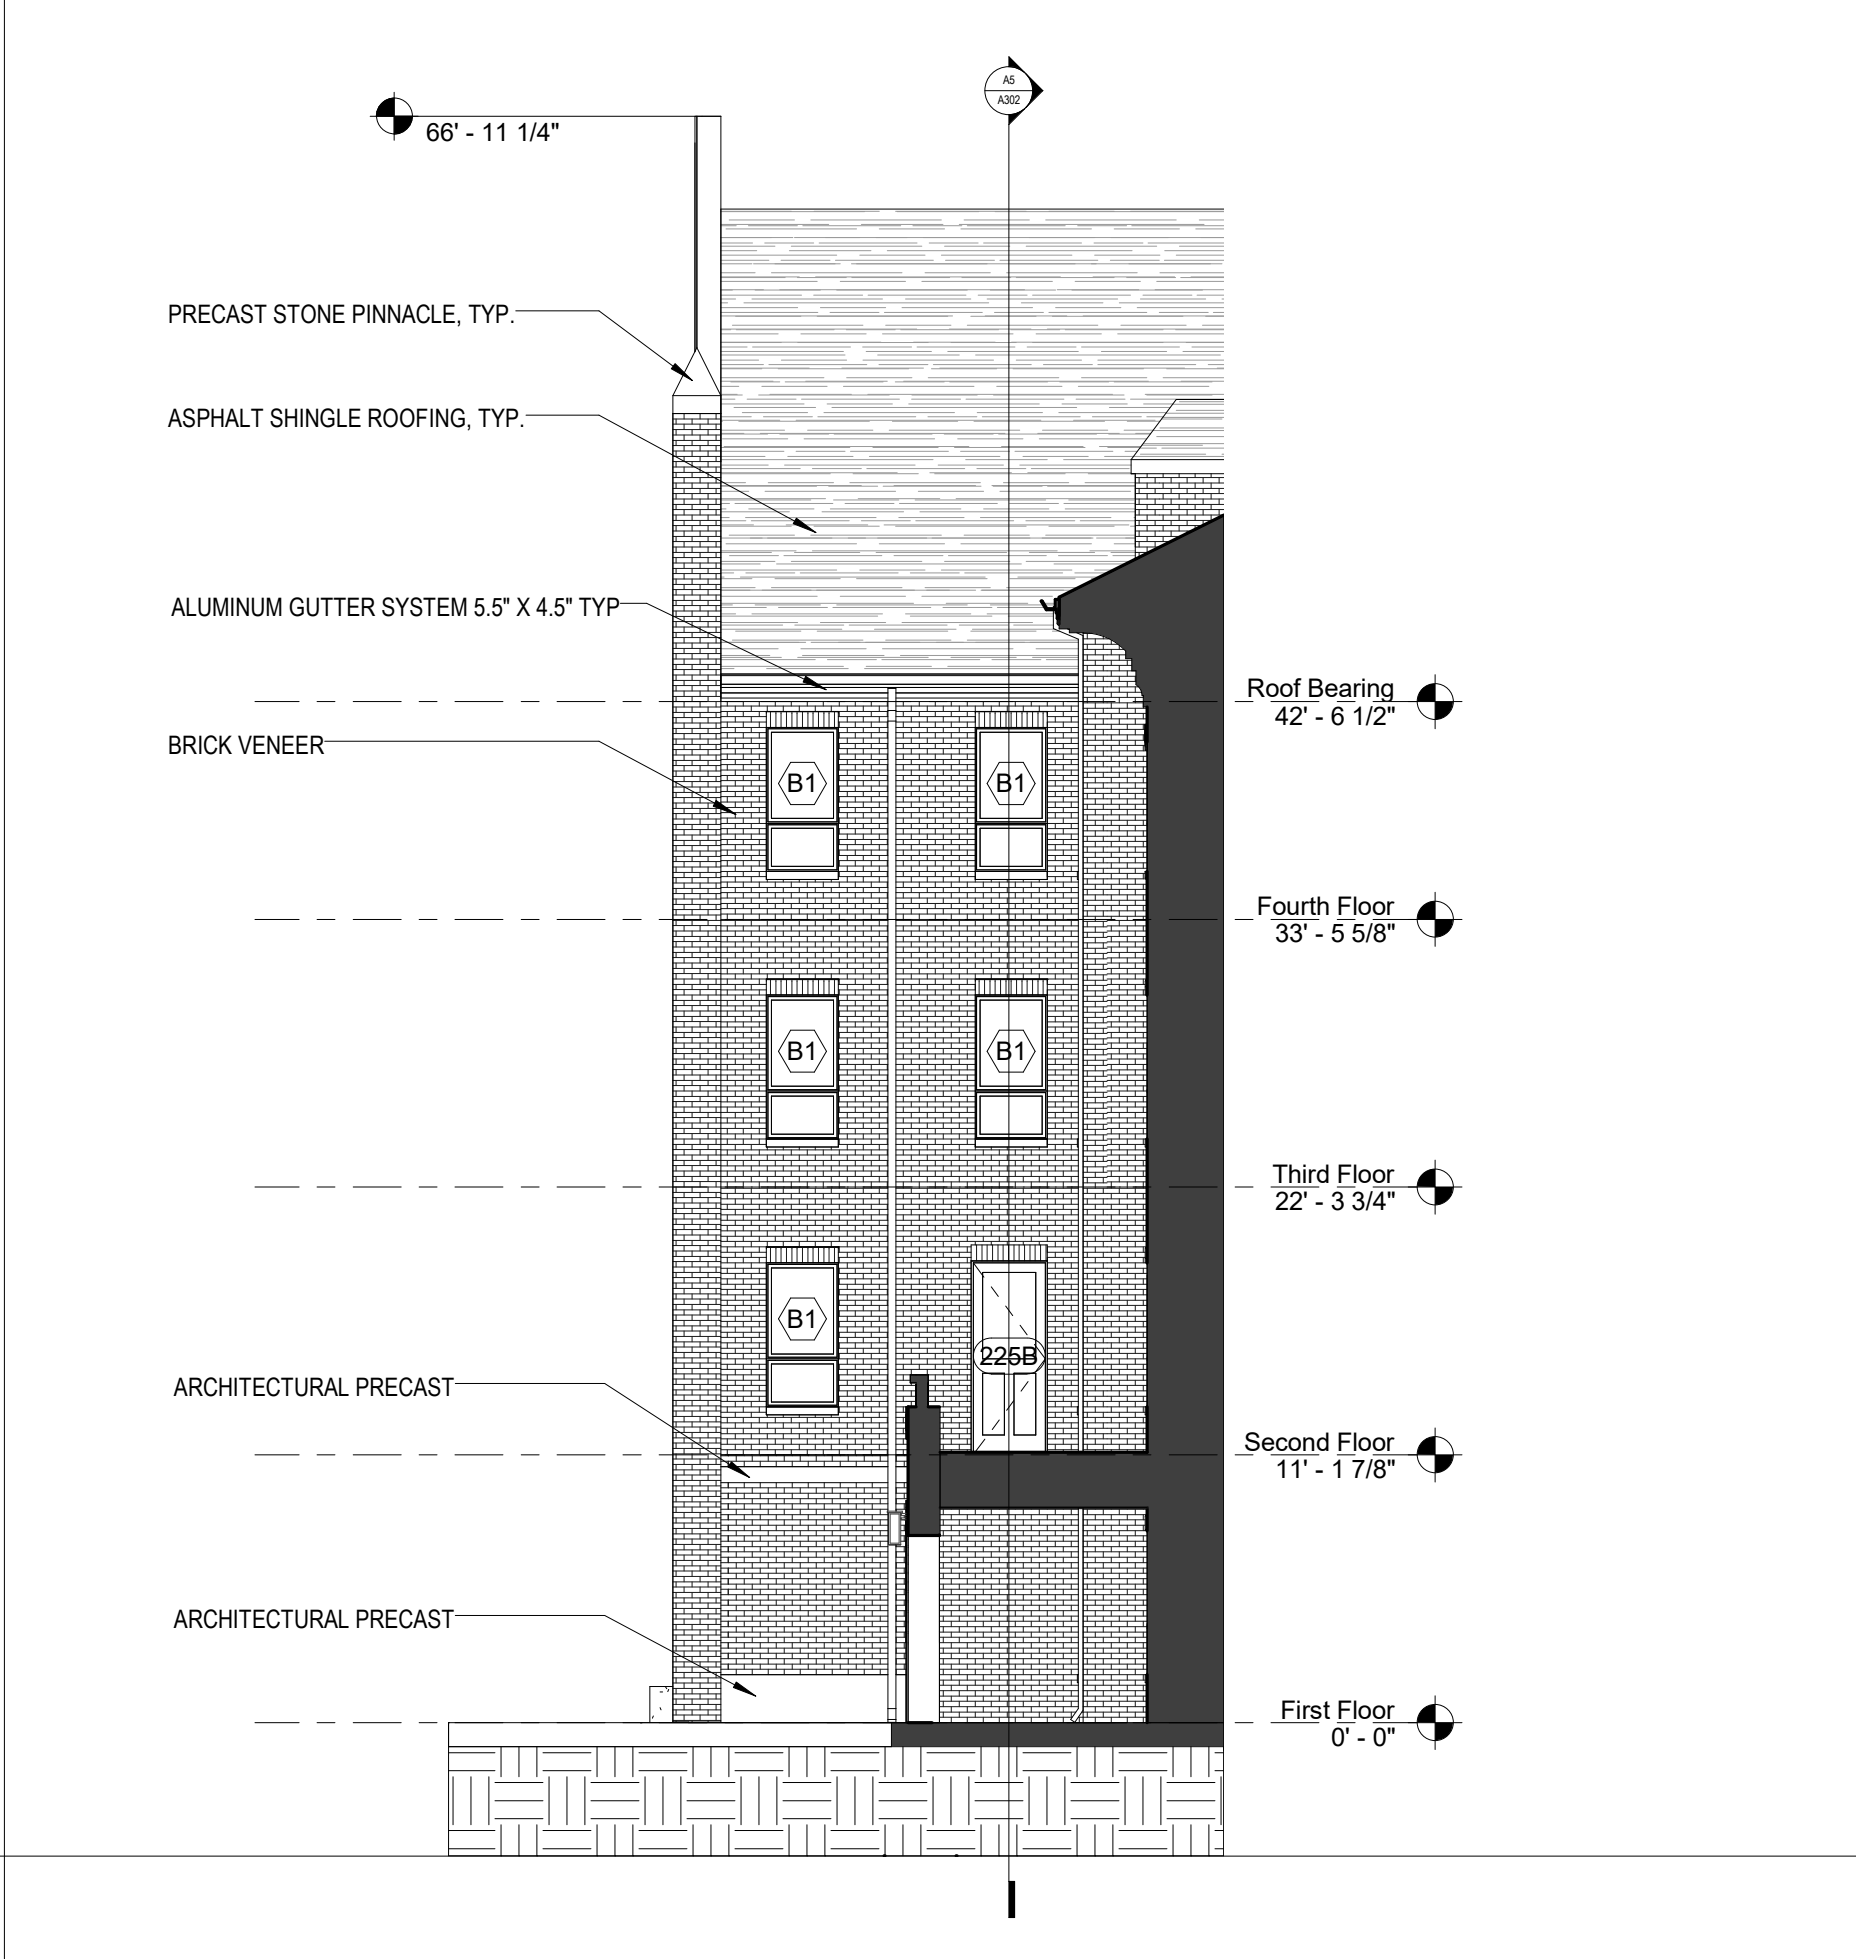 A5
A302
66' - 11 1/4"
PRECAST STONE PINNACLE, TYP.
ASPHALT SHINGLE ROOFING, TYP.
ALUMINUM GUTTER SYSTEM 5.5" X 4.5" TYP
Roof Bearing
42' - 6 1/2"
BRICK VENEER
B1
B1
Fourth Floor
33' - 5 5/8"
B1
B1
Third Floor
22' - 3 3/4"
B1
225B
ARCHITECTURAL PRECAST
Second Floor
11' - 1 7/8"
ARCHITECTURAL PRECAST
First Floor
0' - 0"